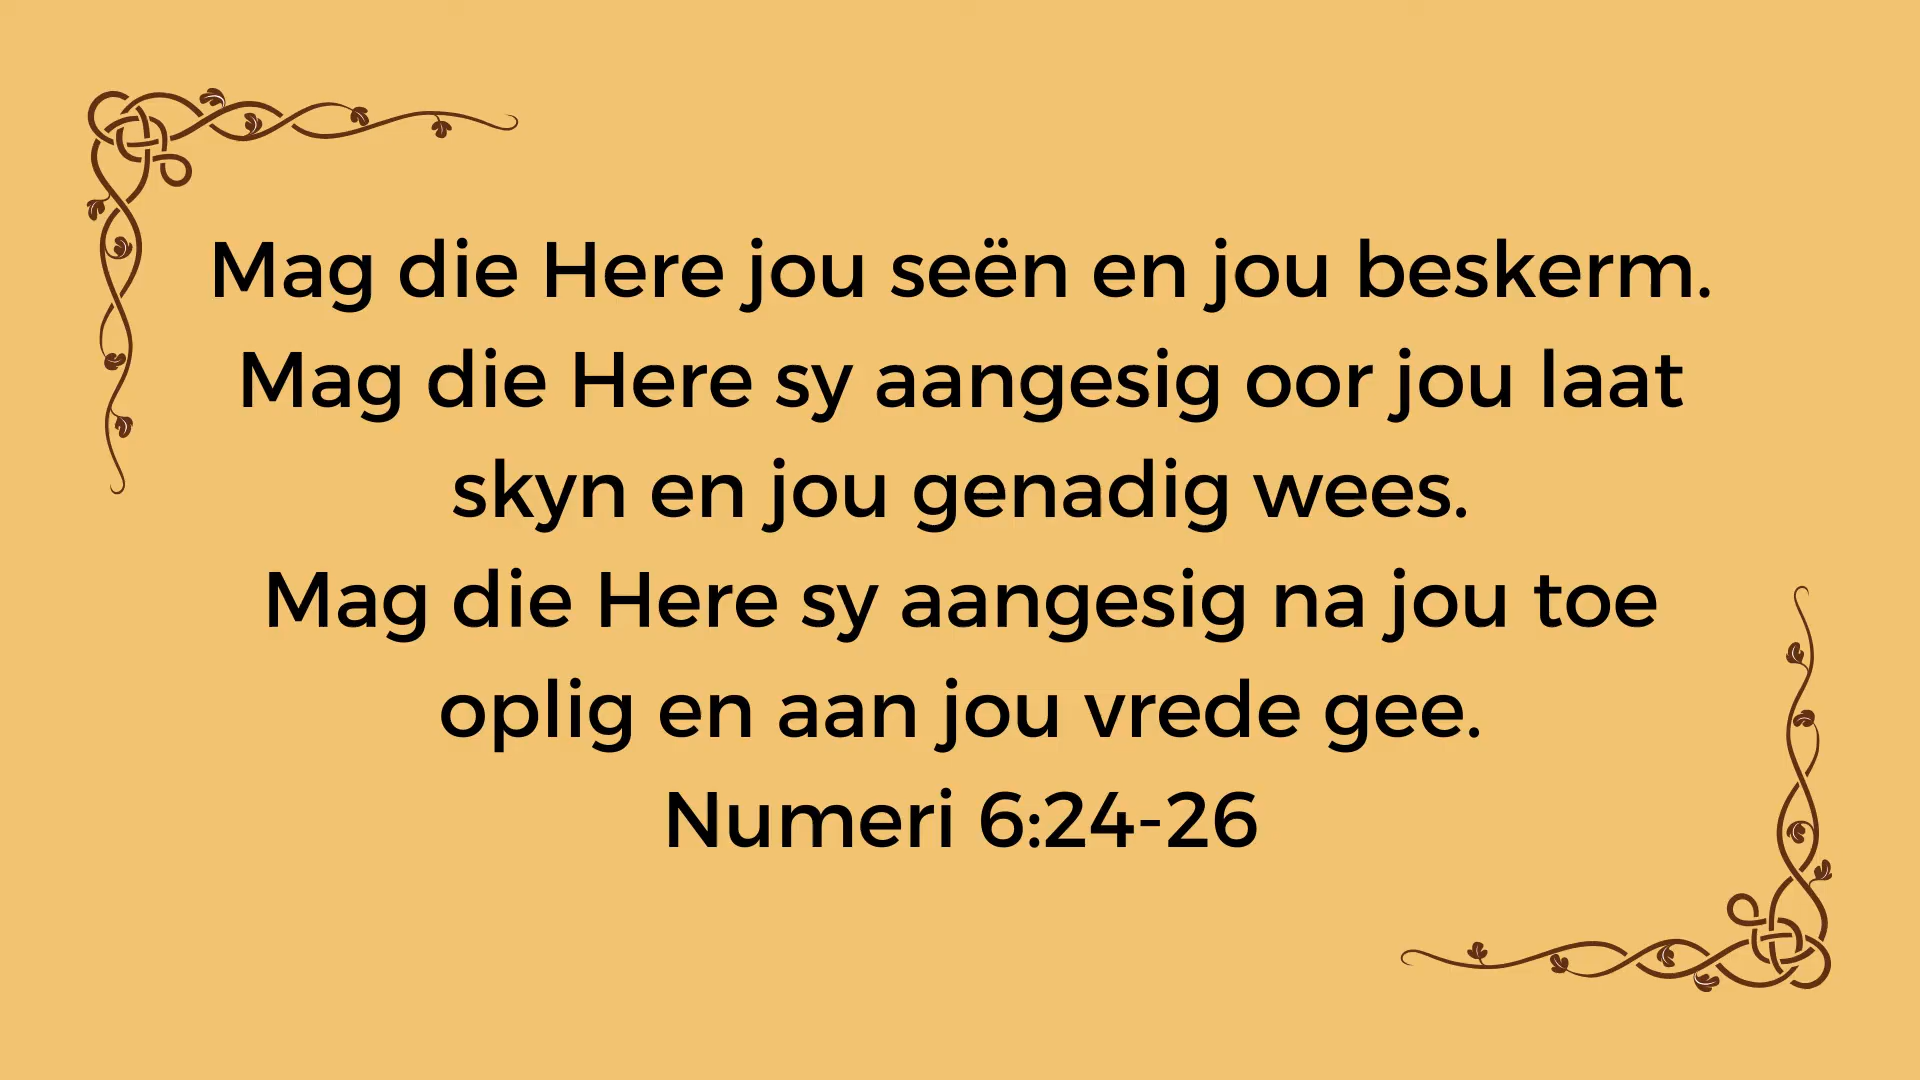 Mag die Here jou seën en jou beskerm.
Mag die Here sy aangesig oor jou laat
skyn en jou genadig wees.
Mag die Here sy aangesig na jou toe
oplig en aan jou vrede gee.
Numeri 6:24-26